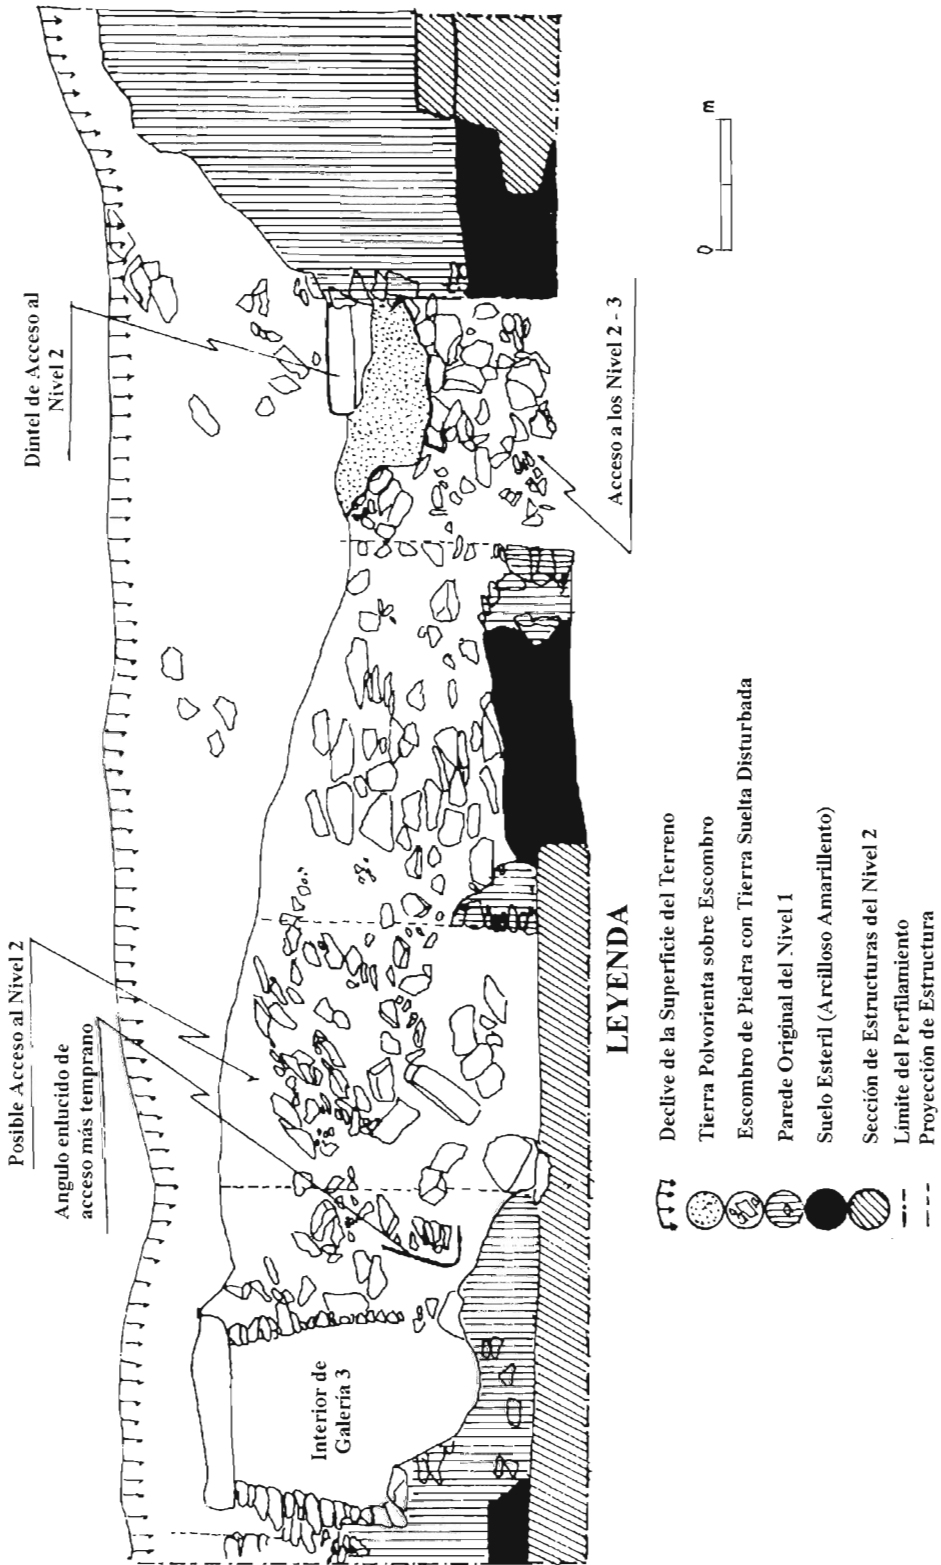 Posible Acceso al Nivel 2
Angulo enlucido de
acceso más temprano
Dintel de Acceso al
Nivel 2
Interior de
Galería 3
Acceso a los Nivel 2 - 3
0 m
LEYENDA
Declive de la Superficie del Terreno
Tierra Polvorienta sobre Escombro
Escombro de Piedra con Tierra Suelta Disturbada
Parede Original del Nivel 1
Suelo Esteril (Arcilloso Amarillento)
Sección de Estructuras del Nivel 2
Limite del Perfilamiento
Proyección de Estructura